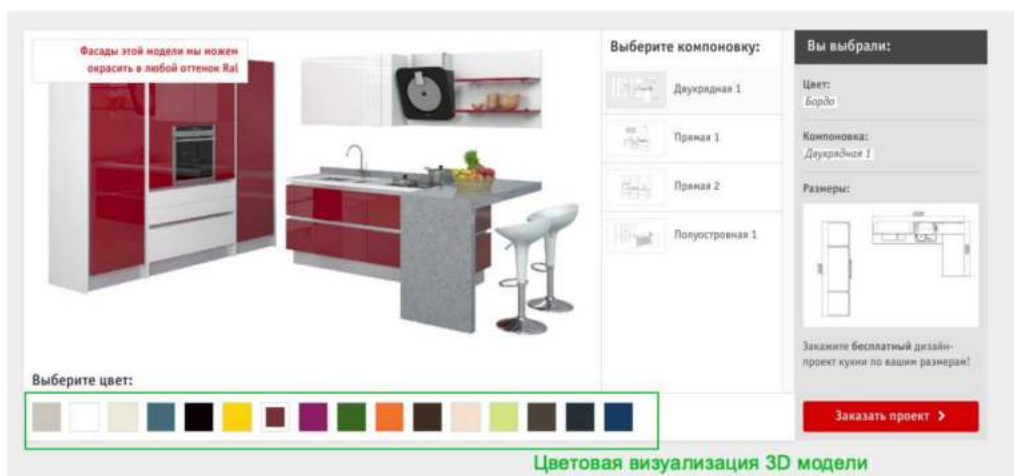 Фасады этой модели мы можем
окрасить в любой оттенок Ral
Выберите компоновку:
Двухрядная 1
Прямая 1
Прямая 2
Полуостровная 1
Вы выбрали:
Цвет:
Бордо
Компоновка:
Двухрядная 1
Размеры:
Закажите бесплатный дизайн-
проект кухни по вашим размерам!
Заказать проект
Выберите цвет:
Цветовая визуализация 3D модели